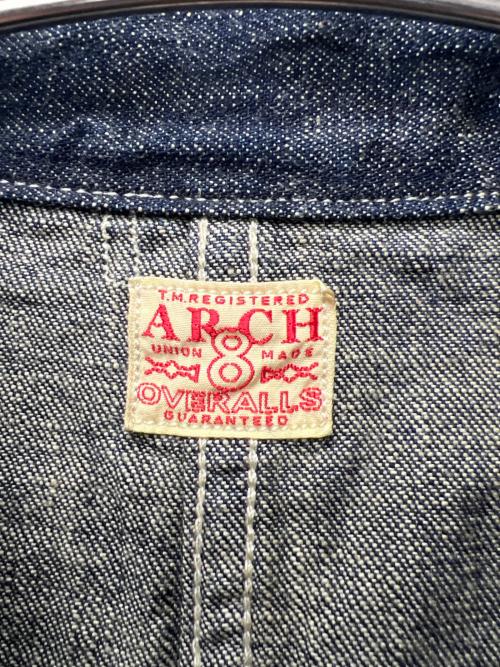 T.M.REGISTERED
ARCH
UNION 8 MADE
OVERALLS
GUARANTEED